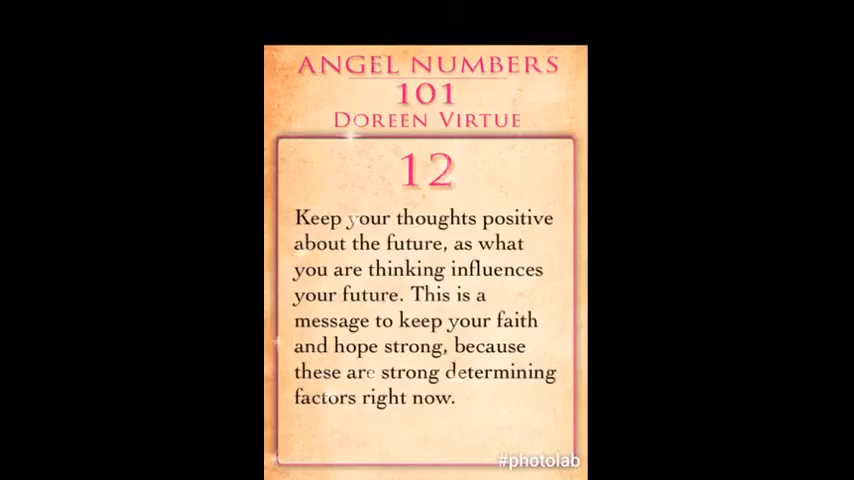 ANGEL NUMBERS
101
DOREEN VIRTUE
12
Keep your thoughts positive
about the future, as what
you are thinking influences
your future. This is a
message to keep your faith
and hope strong, because
these are strong determining
factors right now.
#photolab